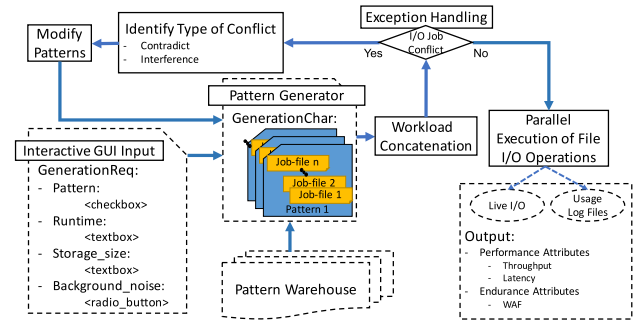 Exception Handling
Identify Type of Conflict
- Contradict
- Interference
Modify
Patterns
I/O Job
Conflict
Yes
No
Pattern Generator
GenerationChar:
Job-file n
Job-file 2
Job-file 1
Pattern 1
Workload
Concatenation
Parallel
Execution of File
I/O Operations
Interactive GUI Input
GenerationReq:
- Pattern:
<checkbox>
- Runtime:
<textbox>
- Storage_size:
<textbox>
- Background_noise:
<radio_button>
Pattern Warehouse
Live I/O
Usage
Log Files
Output:
- Performance Attributes
- Throughput
- Latency
- Endurance Attributes
- WAF